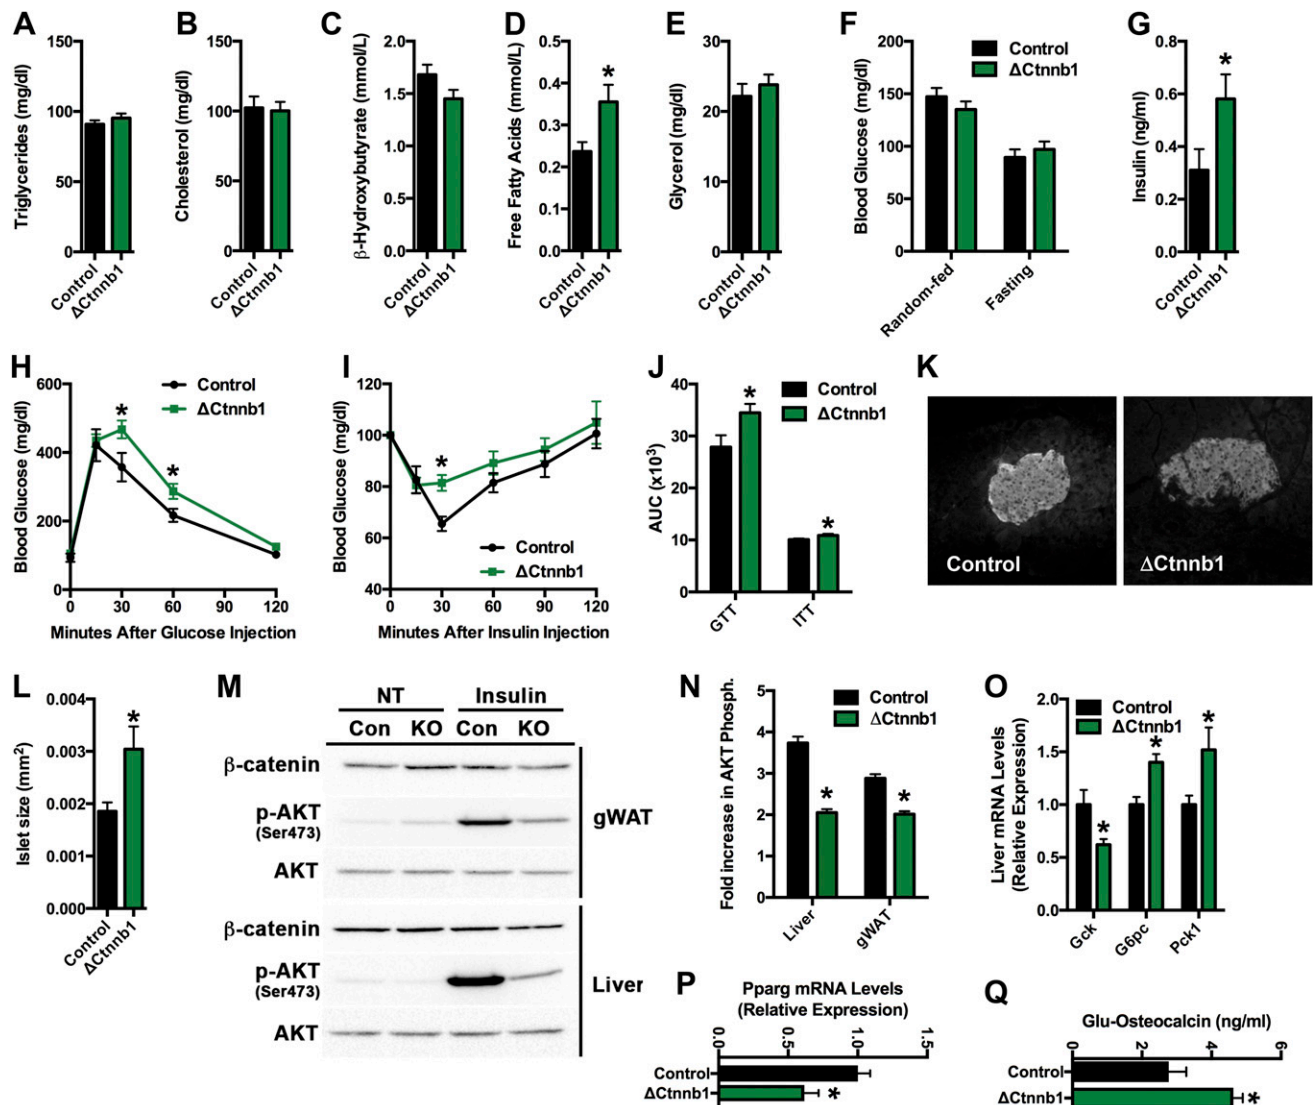 A
Triglycerides (mg/dl)
150
100
50
0
Control
ΔCtnnb1
B
Cholesterol (mg/dl)
150
100
50
0
Control
ΔCtnnb1
C
β-Hydroxybutyrate (mmol/L)
2.0
1.5
1.0
0.5
0.0
Control
ΔCtnnb1
D
Free Fatty Acids (mmol/L)
0.5
0.4
0.3
0.2
0.1
0.0
*
Control
ΔCtnnb1
E
Glycerol (mg/dl)
30
20
10
0
Control
ΔCtnnb1
F
Blood Glucose (mg/dl)
200
150
100
50
0
Control
ΔCtnnb1
Random-fed
Fasting
G
Insulin (ng/ml)
0.8
0.6
0.4
0.2
0.0
*
Control
ΔCtnnb1
H
Blood Glucose (mg/dl)
600
400
200
0
Control
ΔCtnnb1
*
*
0 30 60 90 120
Minutes After Glucose Injection
I
Blood Glucose (mg/dl)
120
100
80
60
40
*
Control
ΔCtnnb1
0 30 60 90 120
Minutes After Insulin Injection
J
AUC (x10³)
40
30
20
10
0
Control
ΔCtnnb1
*
*
GTT
ITT
K
Control
ΔCtnnb1
L
Islet size (mm²)
0.004
0.003
0.002
0.001
0.000
*
Control
ΔCtnnb1
M
NT Insulin
Con KO Con KO
β-catenin
p-AKT
(Ser473)
AKT
gWAT
β-catenin
p-AKT
(Ser473)
AKT
Liver
N
Fold increase in AKT Phosph.
5
4
3
2
1
0
Control
ΔCtnnb1
*
*
Liver
gWAT
O
Liver mRNA Levels
(Relative Expression)
2.0
1.5
1.0
0.5
0.0
Control
ΔCtnnb1
*
*
*
Gck
G6pc
Pck1
P
Pparg mRNA Levels
(Relative Expression)
0.0 0.5 1.0 1.5
Control
ΔCtnnb1
*
Q
Glu-Osteocalcin (ng/ml)
0 2 4 6
Control
ΔCtnnb1
*